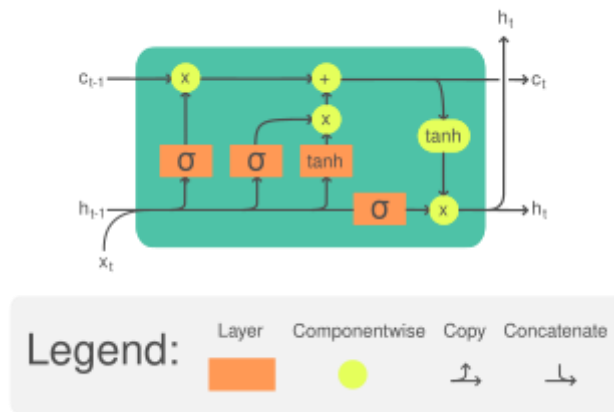 h_t
c_{t-1} x + c_t
x
tanh
σ σ tanh
h_{t-1} σ x h_t
x_t
Layer Componentwise Copy Concatenate
Legend: